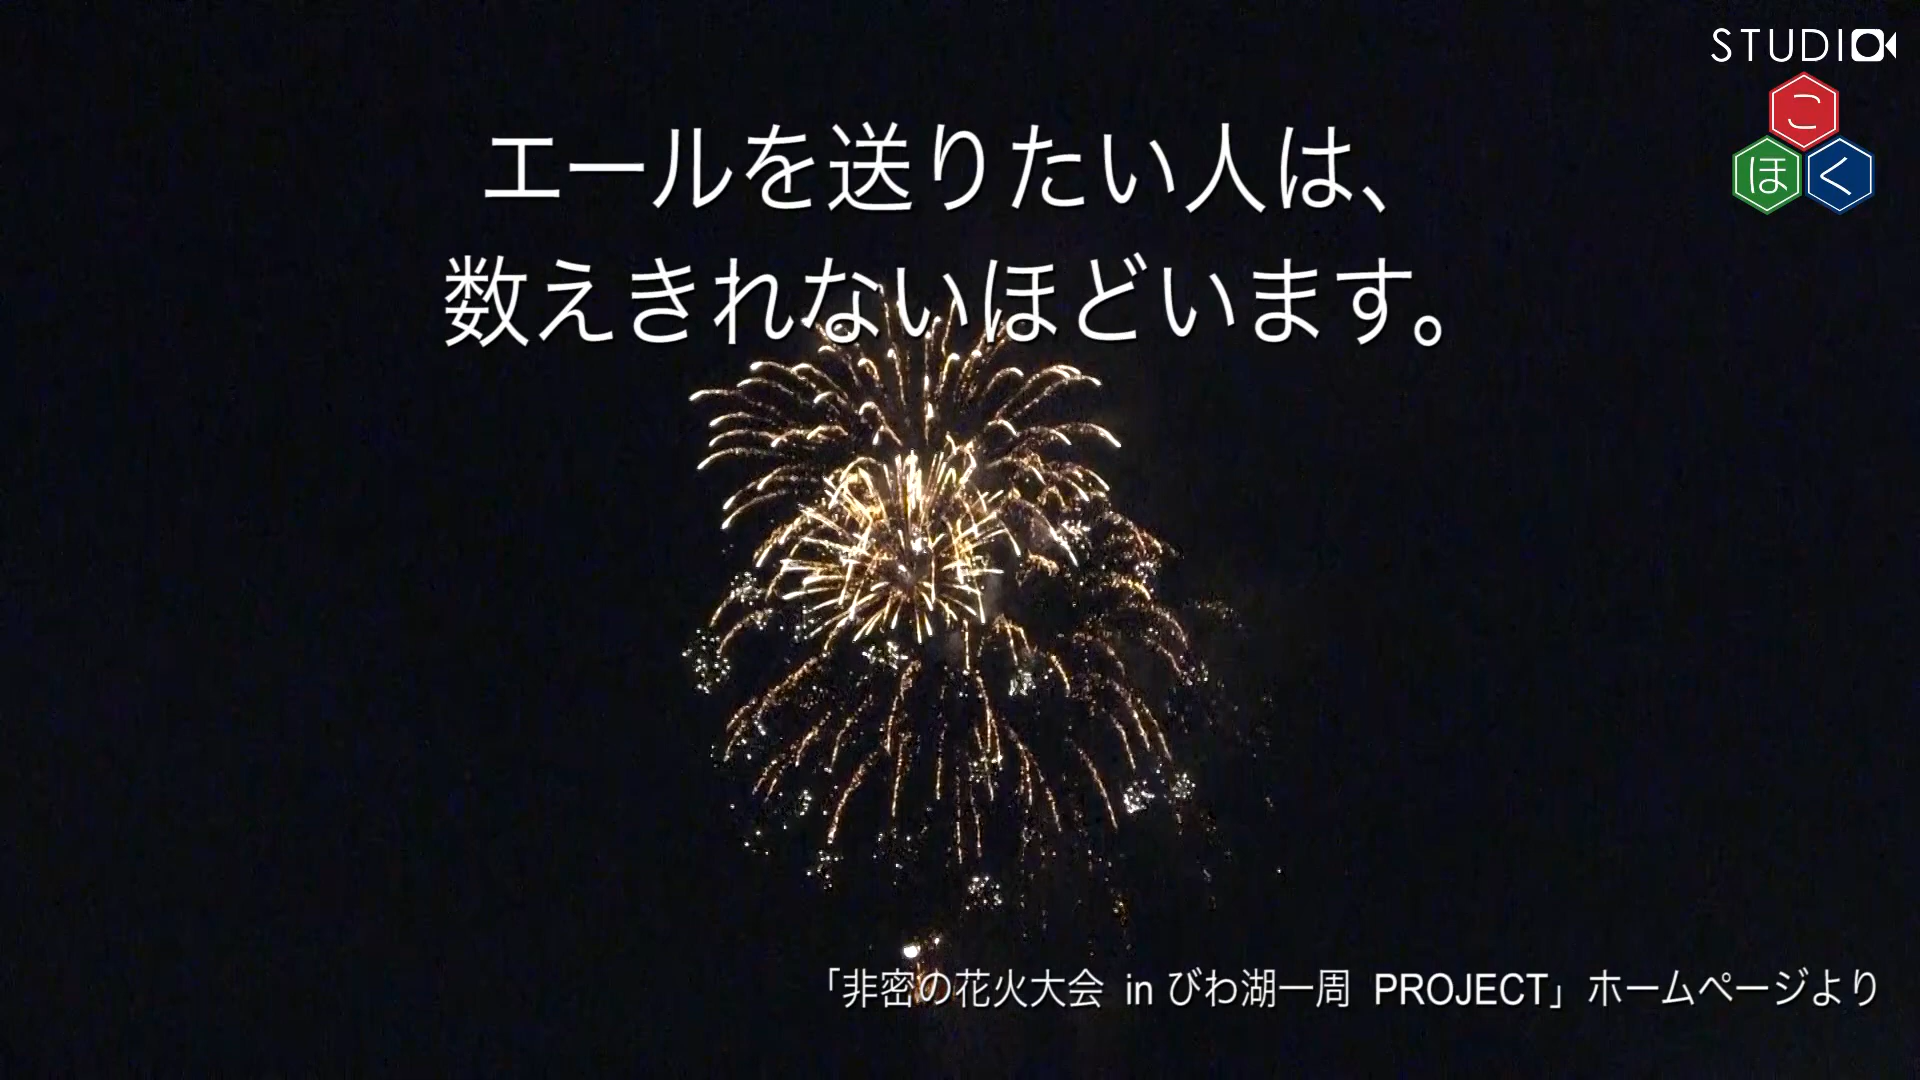 STUDIO
こ
ほく
エールを送りたい人は、
数えきれないほどいます。
「非密の花火大会 in びわ湖一周 PROJECT」ホームページより